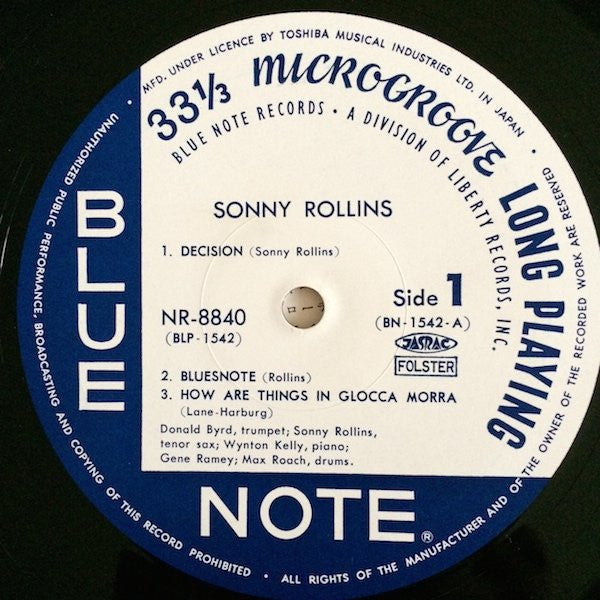 MFD. UNDER LICENCE BY TOSHIBA MUSICAL INDUSTRIES LTD. IN JAPAN •
33 1/3 MICROGROOVE LONG PLAYING
BLUE NOTE RECORDS • A DIVISION OF LIBERTY RECORDS, INC.
SONNY ROLLINS
1. DECISION (Sonny Rollins)
NR-8840
(BLP-1542)
Side 1
(BN-1542-A)
JASRAC
FOLSTER
2. BLUESNOTE (Rollins)
3. HOW ARE THINGS IN GLOCCA MORRA
(Lane-Harburg)
Donald Byrd, trumpet; Sonny Rollins,
tenor sax; Wynton Kelly, piano;
Gene Ramey; Max Roach, drums.
BLUE
NOTE®
• UNAUTHORIZED PUBLIC PERFORMANCE, BROADCASTING AND COPYING OF THIS RECORD PROHIBITED • ALL RIGHTS OF THE MANUFACTURER AND OF THE OWNER OF THE RECORDED WORK ARE RESERVED